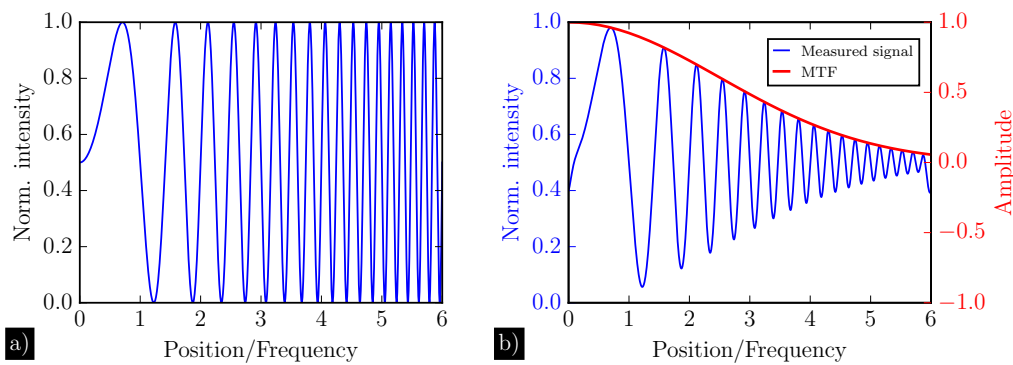 1.0
0.8
0.6
0.4
0.2
0.0
Norm. intensity
0 1 2 3 4 5 6
Position/Frequency
a)
1.0
0.8
0.6
0.4
0.2
0.0
Norm. intensity
Measured signal
MTF
1.0
0.5
0.0
−0.5
−1.0
Amplitude
0 1 2 3 4 5 6
Position/Frequency
b)